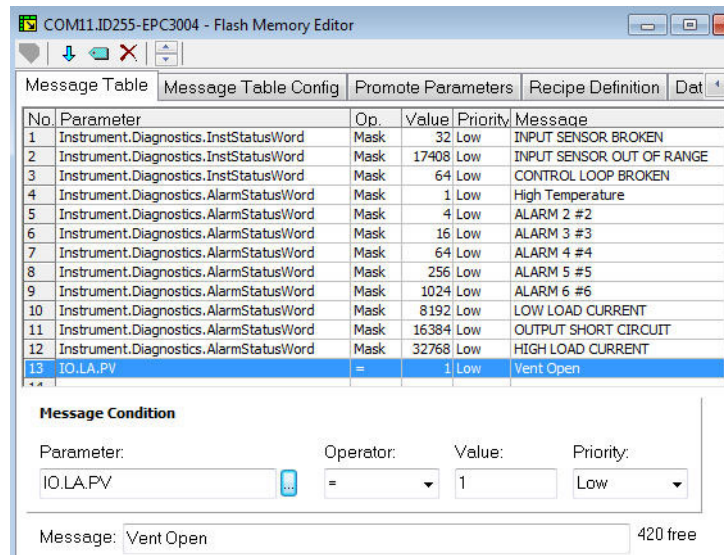 COM11.ID255-EPC3004 - Flash Memory Editor
Message Table Message Table Config Promote Parameters Recipe Definition Dat
No. Parameter Op. Value Priority Message
1 Instrument.Diagnostics.InstStatusWord Mask 32 Low INPUT SENSOR BROKEN
2 Instrument.Diagnostics.InstStatusWord Mask 17408 Low INPUT SENSOR OUT OF RANGE
3 Instrument.Diagnostics.InstStatusWord Mask 64 Low CONTROL LOOP BROKEN
4 Instrument.Diagnostics.AlarmStatusWord Mask 1 Low High Temperature
5 Instrument.Diagnostics.AlarmStatusWord Mask 4 Low ALARM 2 #2
6 Instrument.Diagnostics.AlarmStatusWord Mask 16 Low ALARM 3 #3
7 Instrument.Diagnostics.AlarmStatusWord Mask 64 Low ALARM 4 #4
8 Instrument.Diagnostics.AlarmStatusWord Mask 256 Low ALARM 5 #5
9 Instrument.Diagnostics.AlarmStatusWord Mask 1024 Low ALARM 6 #6
10 Instrument.Diagnostics.AlarmStatusWord Mask 8192 Low LOW LOAD CURRENT
11 Instrument.Diagnostics.AlarmStatusWord Mask 16384 Low OUTPUT SHORT CIRCUIT
12 Instrument.Diagnostics.AlarmStatusWord Mask 32768 Low HIGH LOAD CURRENT
13 IO.LA.PV = 1 Low Vent Open
Message Condition
Parameter: Operator: Value: Priority:
IO.LA.PV ... = 1 Low
Message: Vent Open 420 free